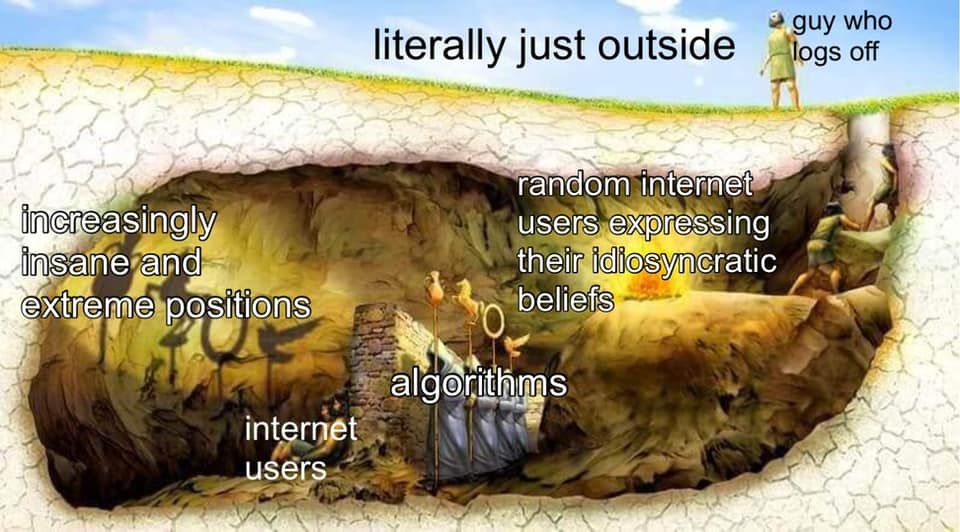 literally just outside
guy who
logs off
random internet
users expressing
their idiosyncratic
beliefs
increasingly
insane and
extreme positions
algorithms
internet
users